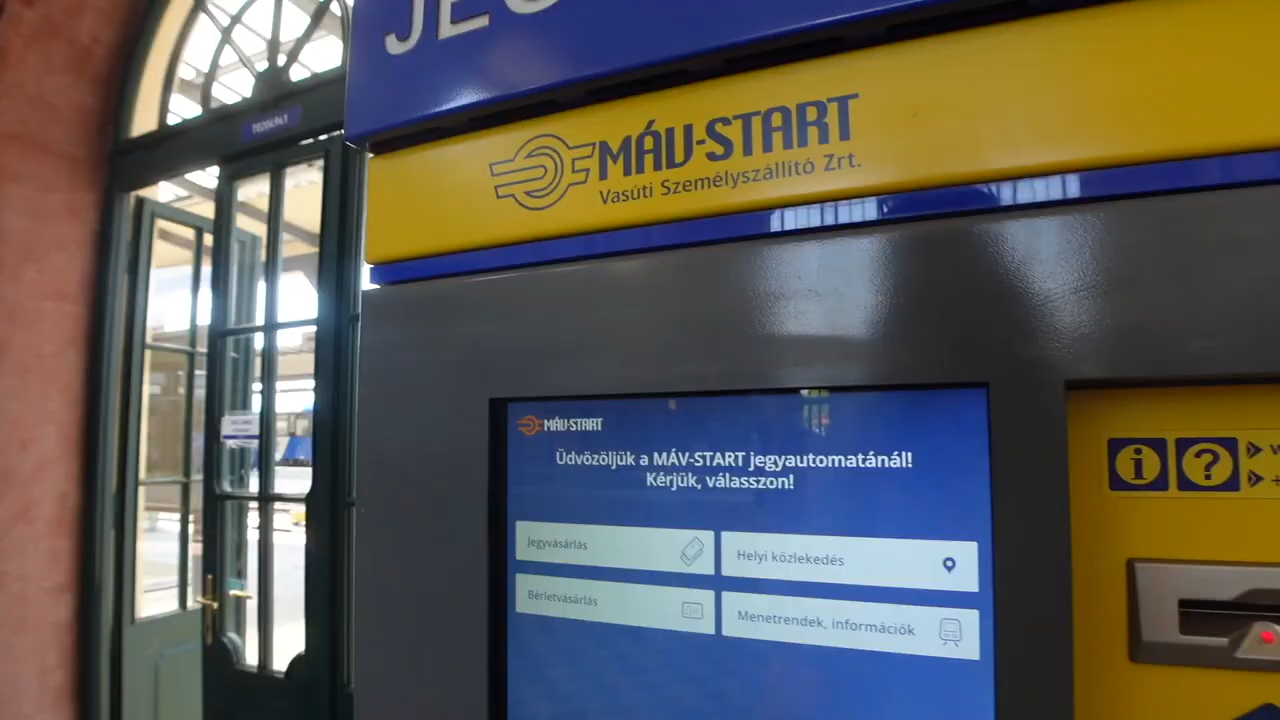 JE
MÁV-START
Vasúti Személyszállító Zrt.
MÁV-START
Üdvözöljük a MÁV-START jegyautomatánál!
Kérjük, válasszon!
Jegyvásárlás
Helyi közlekedés
Bérletvásárlás
Menetrendek, információk
i ?